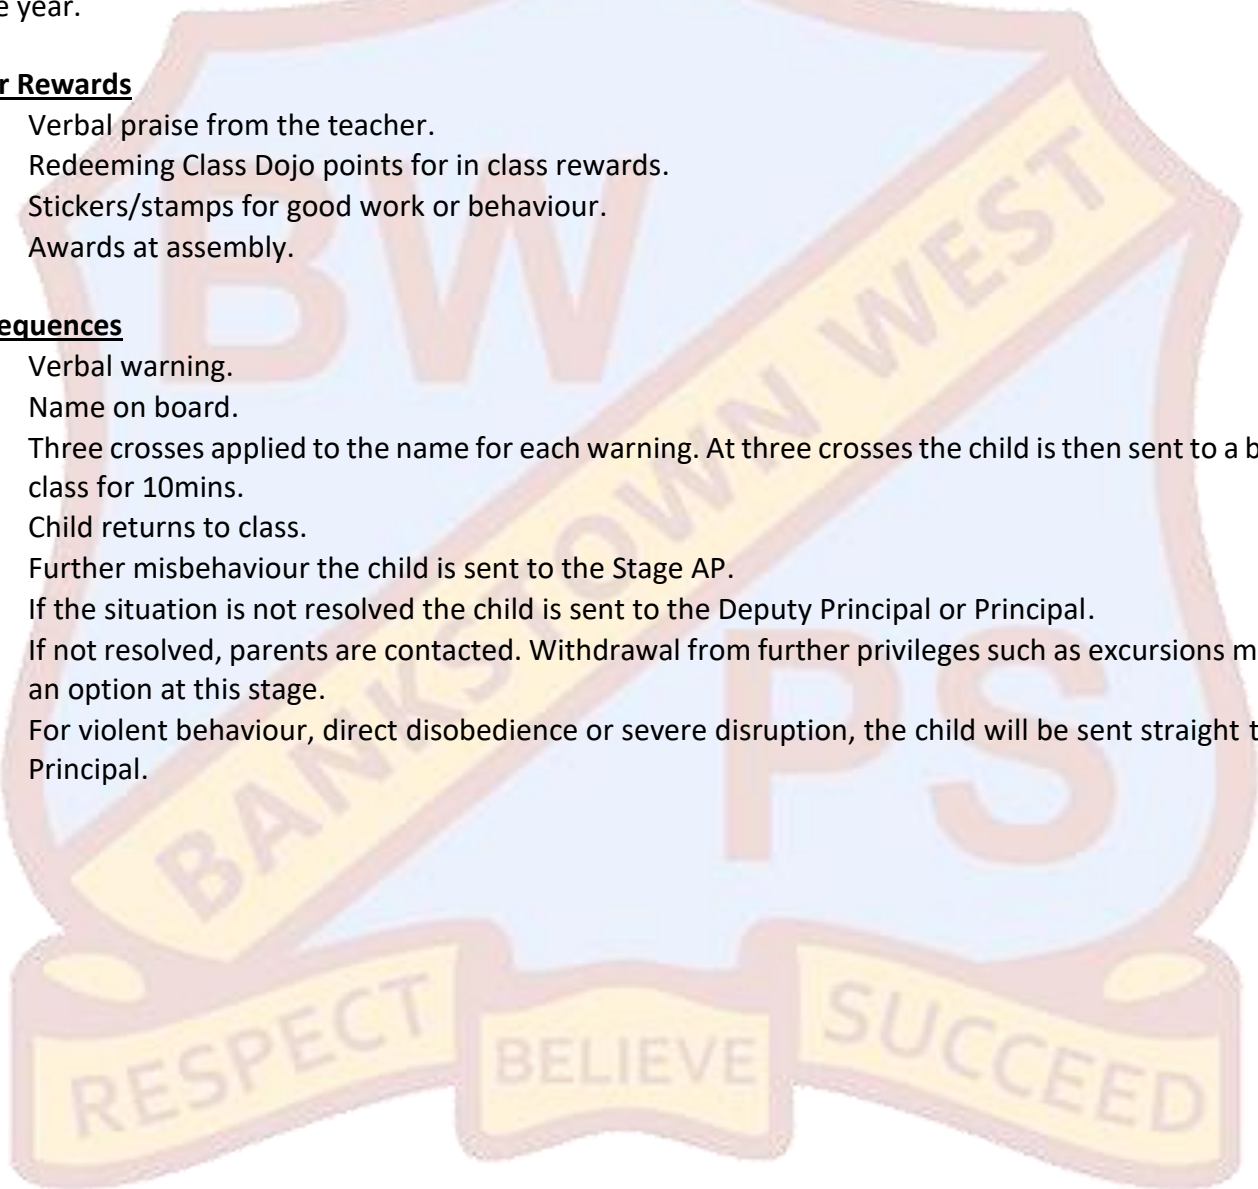 e year.
r Rewards
Verbal praise from the teacher.
Redeeming Class Dojo points for in class rewards.
Stickers/stamps for good work or behaviour.
Awards at assembly.
equences
Verbal warning.
Name on board.
Three crosses applied to the name for each warning. At three crosses the child is then sent to a b
class for 10mins.
Child returns to class.
Further misbehaviour the child is sent to the Stage AP.
If the situation is not resolved the child is sent to the Deputy Principal or Principal.
If not resolved, parents are contacted. Withdrawal from further privileges such as excursions m
an option at this stage.
For violent behaviour, direct disobedience or severe disruption, the child will be sent straight t
Principal.
BW
BANKSTOWN WEST
PS
RESPECT
BELIEVE
SUCCEED